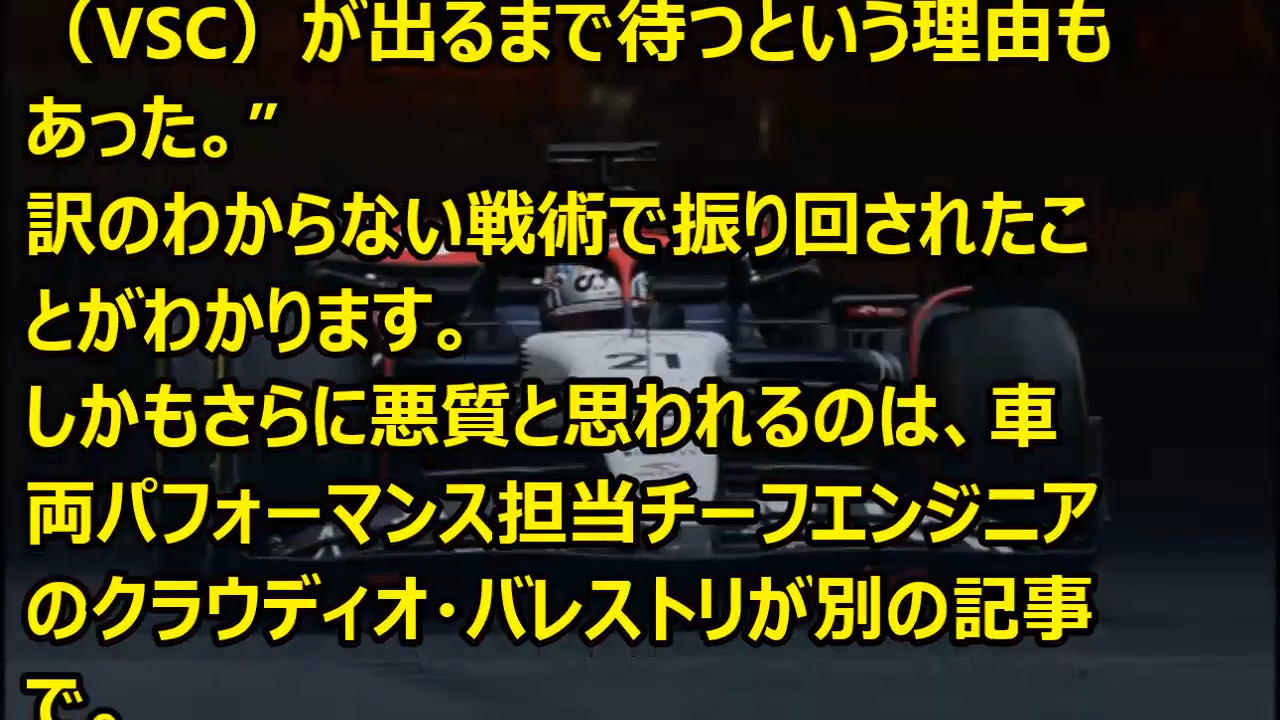 （VSC）が出るまで待つという理由も
あった。”
訳のわからない戦術で振り回されたこ
とがわかります。
しかもさらに悪質と思われるのは、車
両パフォーマンス担当チーフエンジニア
のクラウディオ・バレストリが別の記事
で。
21